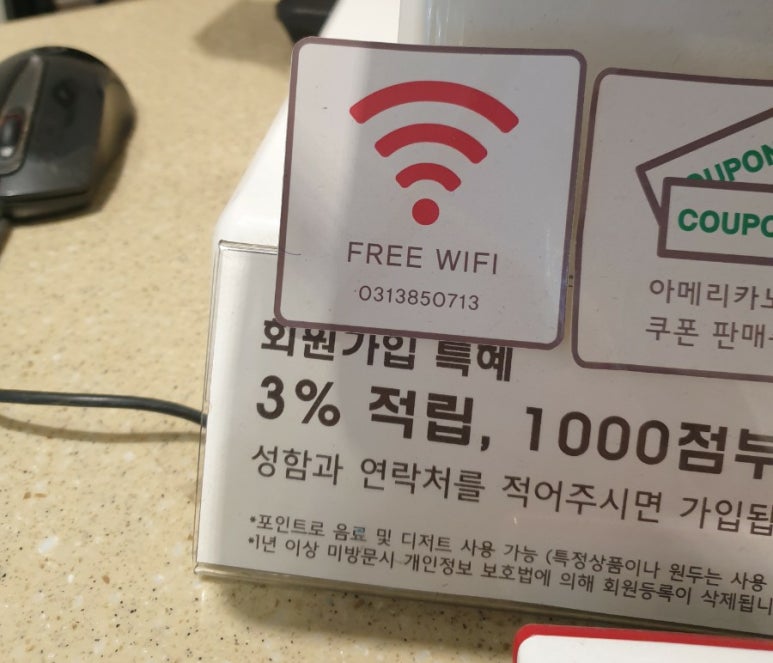 FREE WIFI
0313850713
COUPON
COUPO
아메리카노
쿠폰 판매
회원가입 특혜
3% 적립, 1000점부
성함과 연락처를 적어주시면 가입됩
*포인트로 음료 및 디저트 사용 가능 (특정상품이나 원두는 사용
*1년 이상 미방문시 개인정보 보호법에 의해 회원등록이 삭제됩니